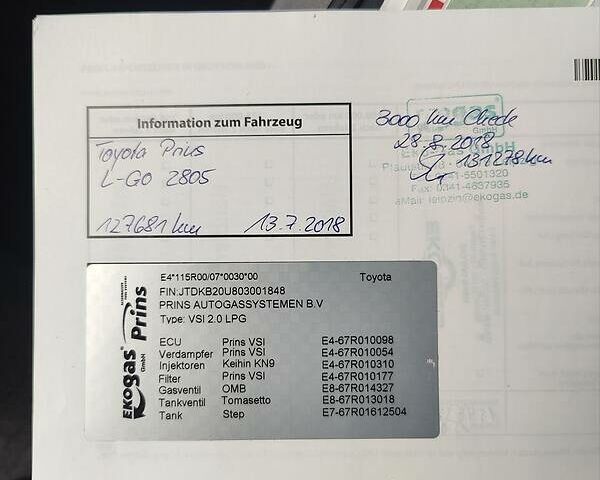 Information zum Fahrzeug
Toyota Prius
L-GO 2805
127681 km 13.7.2018
3000 km Check
28.8.2018
131278 km
GmbH
Fax: 0341-4637935
eMail: leipzin@ekogas.de
E4*115R00/07*0030*00 Toyota
FIN:JTDKB20U803001848
PRINS AUTOGASSYSTEMEN B.V
Type: VSI 2.0 LPG
ECU Prins VSI E4-67R010098
Verdampfer Prins VSI E4-67R010054
Injektoren Keihin KN9 E4-67R010310
Filter Prins VSI E4-67R010177
Gasventil OMB E8-67R014327
Tankventil Tomasetto E8-67R013018
Tank Step E7-67R01612504
EKOgas GmbH
Prins